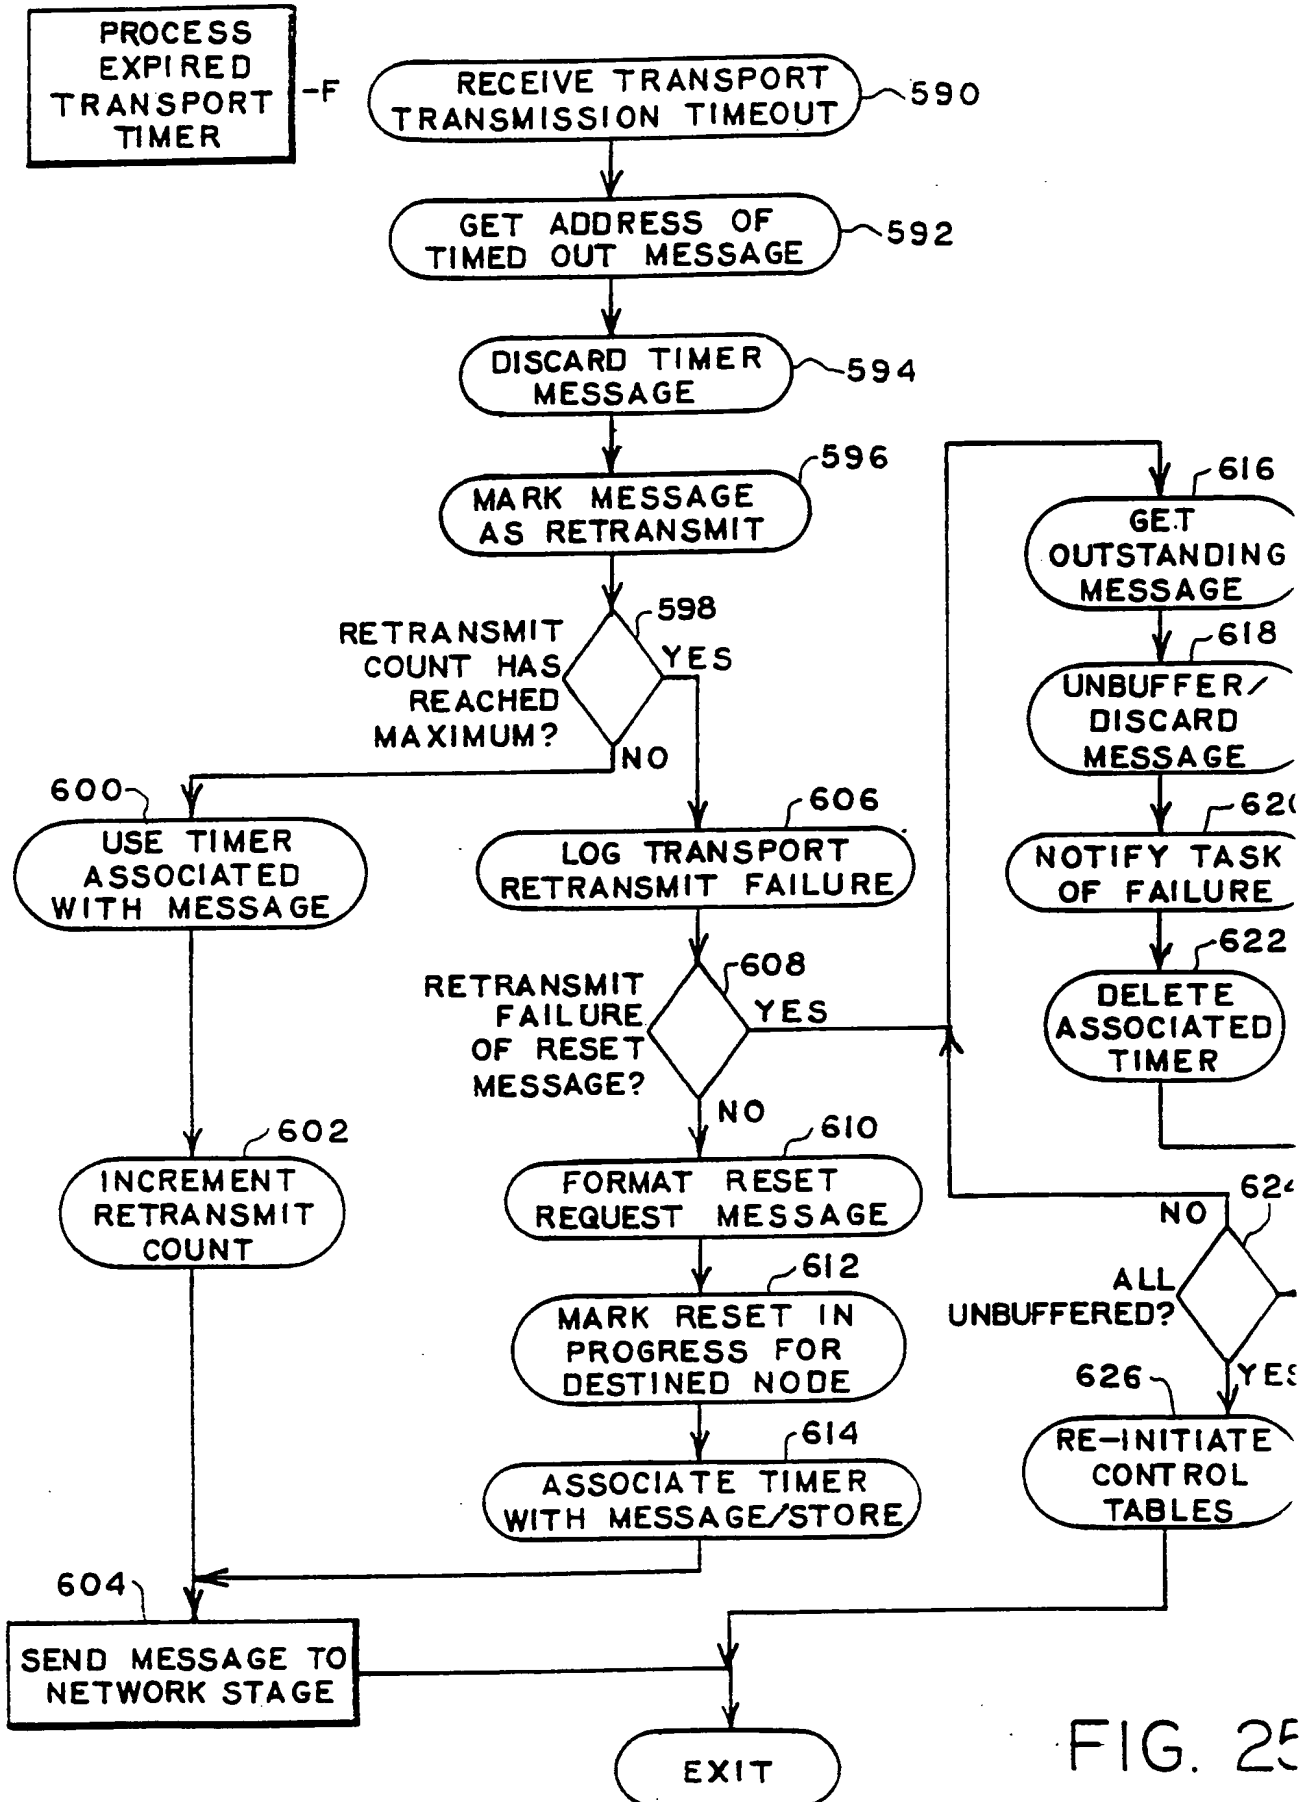 PROCESS
EXPIRED
TRANSPORT
TIMER
-F
RECEIVE TRANSPORT
TRANSMISSION TIMEOUT
590
GET ADDRESS OF
TIMED OUT MESSAGE
592
DISCARD TIMER
MESSAGE
594
MARK MESSAGE
AS RETRANSMIT
596
598
RETRANSMIT
COUNT HAS
REACHED
MAXIMUM?
YES
NO
600
USE TIMER
ASSOCIATED
WITH MESSAGE
602
INCREMENT
RETRANSMIT
COUNT
604
SEND MESSAGE TO
NETWORK STAGE
606
LOG TRANSPORT
RETRANSMIT FAILURE
608
RETRANSMIT
FAILURE
OF RESET
MESSAGE?
YES
NO
610
FORMAT RESET
REQUEST MESSAGE
612
MARK RESET IN
PROGRESS FOR
DESTINED NODE
614
ASSOCIATE TIMER
WITH MESSAGE/STORE
616
GET
OUTSTANDING
MESSAGE
618
UNBUFFER/
DISCARD
MESSAGE
620
NOTIFY TASK
OF FAILURE
622
DELETE
ASSOCIATED
TIMER
624
NO
ALL
UNBUFFERED?
YES
626
RE-INITIATE
CONTROL
TABLES
EXIT
FIG. 25